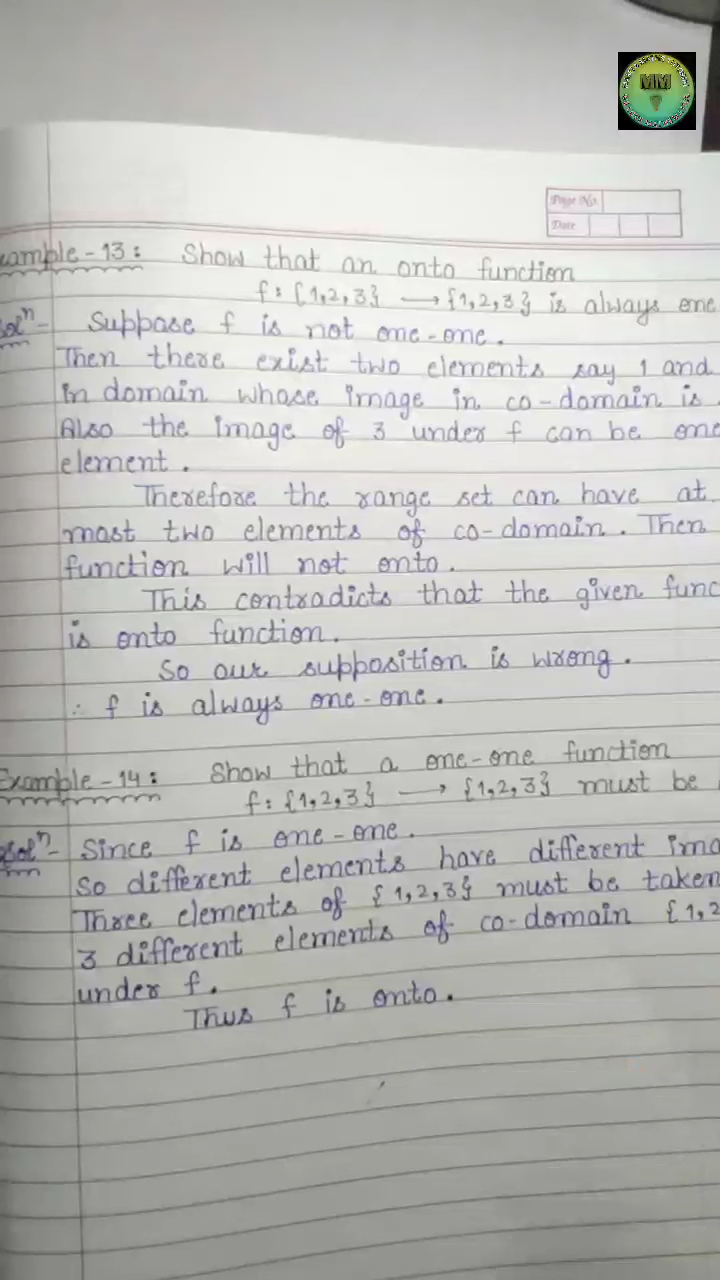 MM
Page No.
Date
xample-13: Show that an onto function
f: {1,2,3} ⟶ {1,2,3} is always one
Solⁿ- Suppose f is not one-one.
Then there exist two elements say 1 and
in domain whose image in co-domain is
Also the image of 3 under f can be one
element.
Therefore the range set can have at
most two elements of co-domain. Then
function will not onto.
This contradicts that the given func
is onto function.
So our supposition is wrong.
∴ f is always one-one.
Example-14: Show that a one-one function
f: {1,2,3} ⟶ {1,2,3} must be
Solⁿ- Since f is one-one.
So different elements have different ima
Three elements of {1,2,3} must be taken
3 different elements of co-domain {1,2
under f.
Thus f is onto.